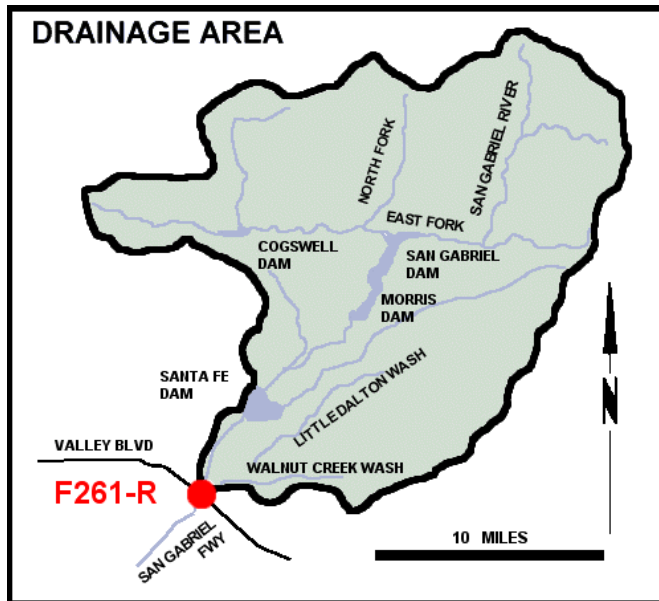 DRAINAGE AREA
NORTH FORK
SAN GABRIEL RIVER
EAST FORK
COGSWELL
DAM
SAN GABRIEL
DAM
MORRIS
DAM
SANTA FE
DAM
LITTLE DALTON WASH
N
VALLEY BLVD
WALNUT CREEK WASH
F261-R
SAN GABRIEL
FWY
10 MILES